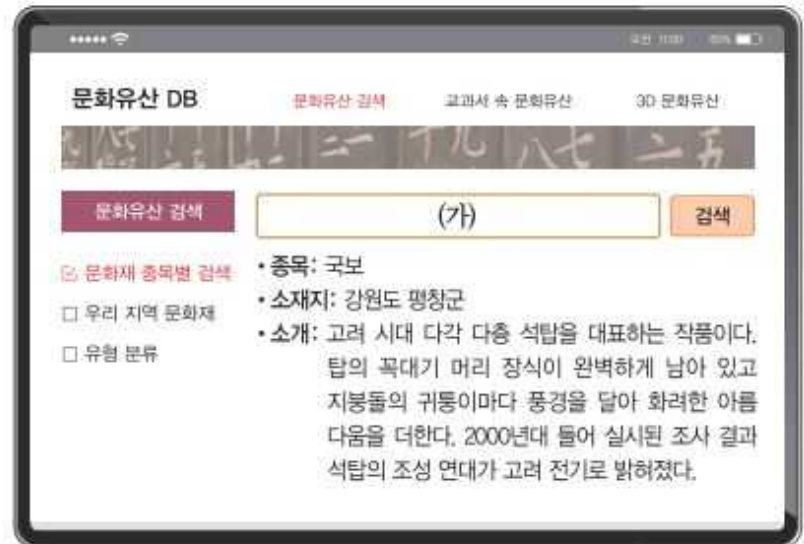 문화유산 DB
문화유산 검색 교과서 속 문화유산 3D 문화유산
문화유산 검색
(가) 검색
문화재 종목별 검색
우리 지역 문화재
유형 분류
• 종목: 국보
• 소재지: 강원도 평창군
• 소개: 고려 시대 다각 다층 석탑을 대표하는 작품이다.
탑의 꼭대기 머리 장식이 완벽하게 남아 있고
지붕돌의 귀퉁이마다 풍경을 달아 화려한 아름
다움을 더한다. 2000년대 들어 실시된 조사 결과
석탑의 조성 연대가 고려 전기로 밝혀졌다.